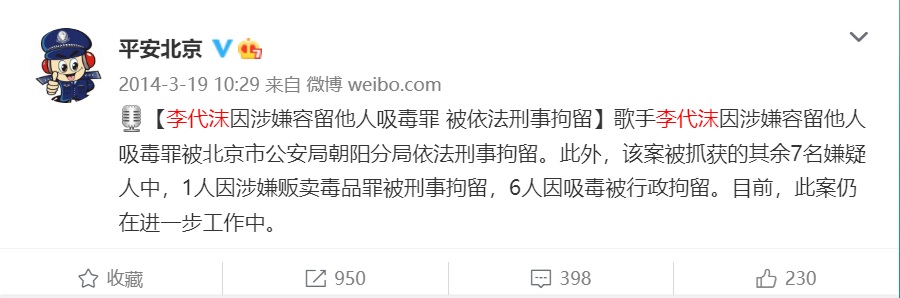 平安北京
2014-3-19 10:29 来自 微博 weibo.com
【李代沫因涉嫌容留他人吸毒罪 被依法刑事拘留】歌手李代沫因涉嫌容留他人
吸毒罪被北京市公安局朝阳分局依法刑事拘留。此外，该案被抓获的其余7名嫌疑
人中，1人因涉嫌贩卖毒品罪被刑事拘留，6人因吸毒被行政拘留。目前，此案仍
在进一步工作中。
收藏 950 398 230